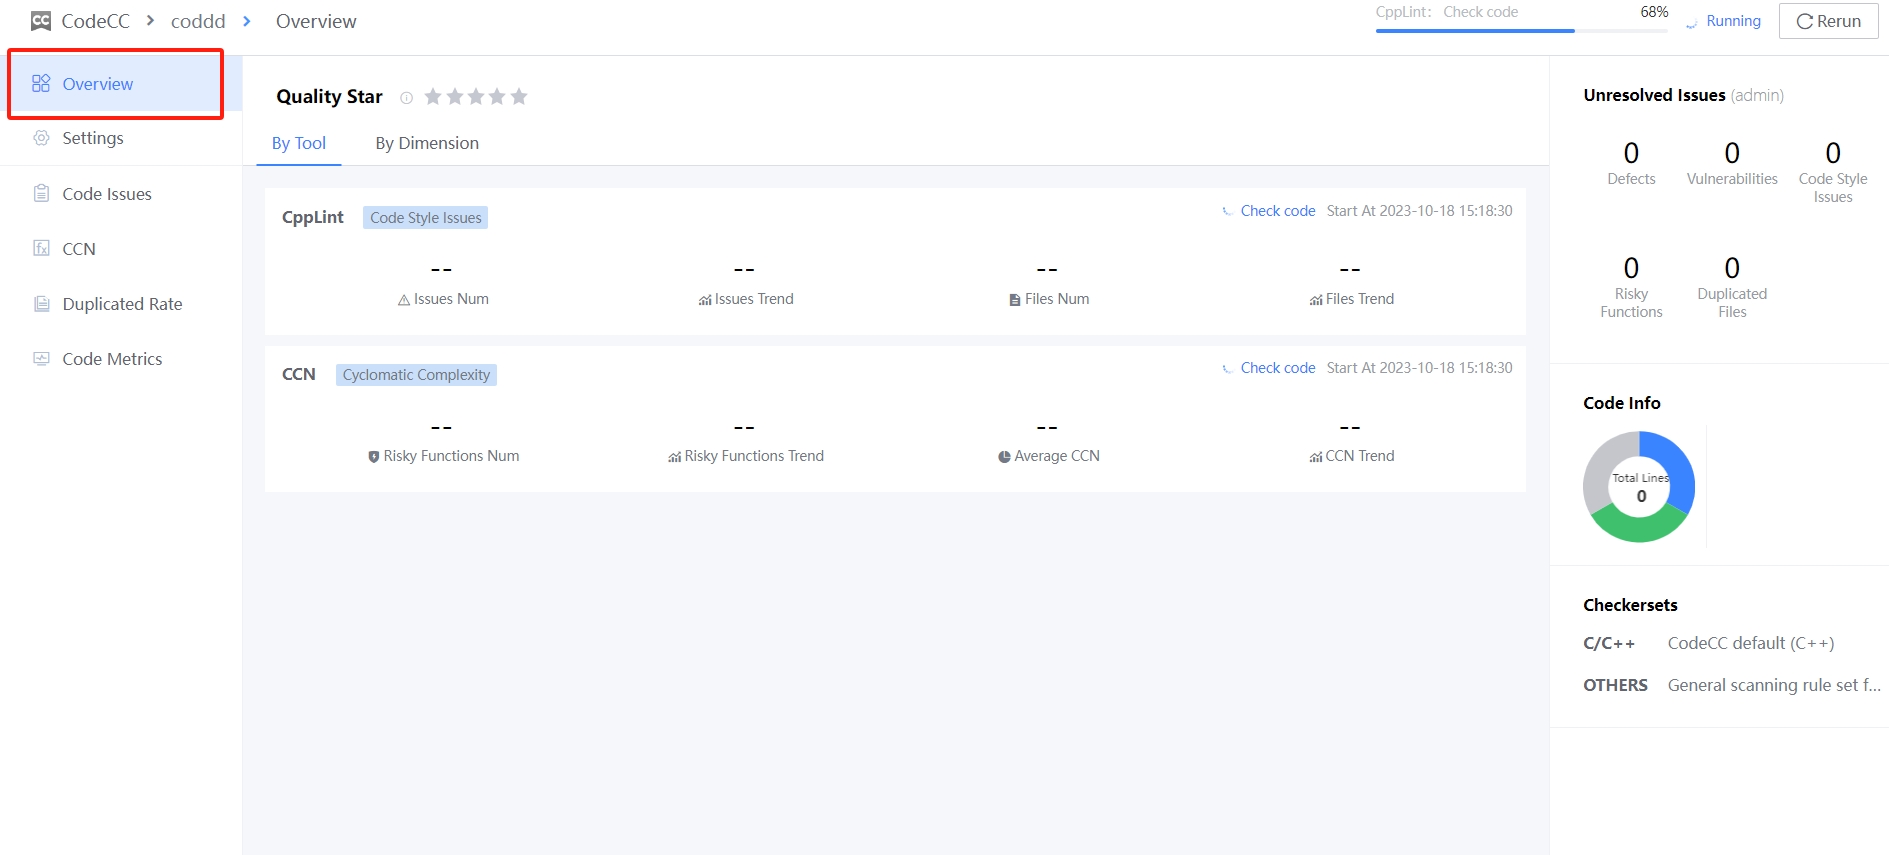 CodeCC > coddd > Overview
CppLint: Check code 68%
Running
Rerun
Overview
Settings
Code Issues
CCN
Duplicated Rate
Code Metrics
Quality Star
By Tool By Dimension
CppLint Code Style Issues
Check code Start At 2023-10-18 15:18:30
-- -- -- --
Issues Num Issues Trend Files Num Files Trend
CCN Cyclomatic Complexity
Check code Start At 2023-10-18 15:18:30
-- -- -- --
Risky Functions Num Risky Functions Trend Average CCN CCN Trend
Unresolved Issues (admin)
0 0 0
Defects Vulnerabilities Code Style
Issues
0 0
Risky Duplicated
Functions Files
Code Info
Total Lines
0
Checkersets
C/C++ CodeCC default (C++)
OTHERS General scanning rule set f...